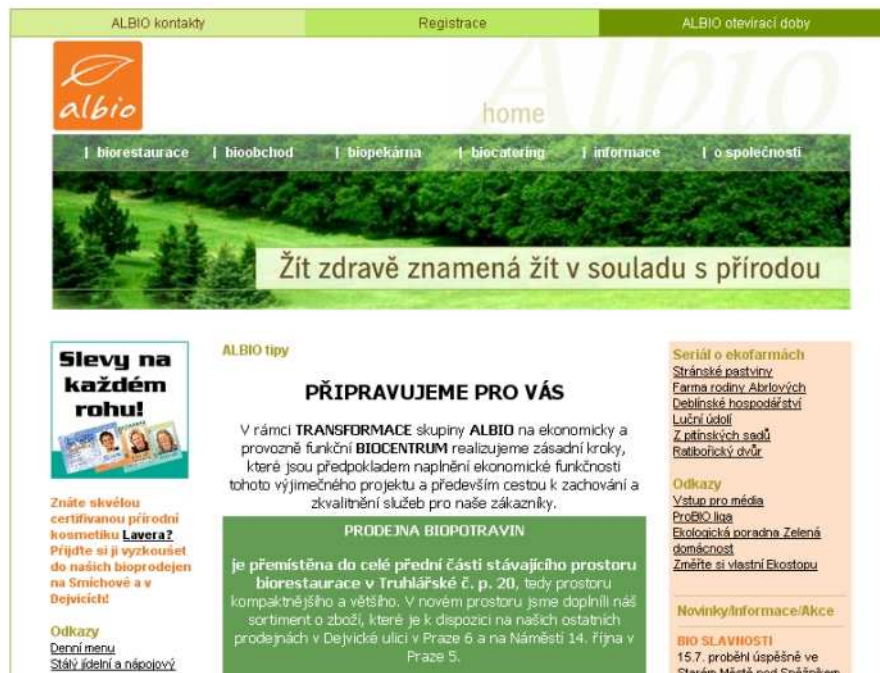 ALBIO kontakty
Registrace
ALBIO otevírací doby
albio
Albio
home
| biorestaurace | bioobchod | biopekárna | biocatering | informace | o společnosti
Žít zdravě znamená žít v souladu s přírodou
Slevy na
každém
rohu!
Znáte skvělou
certifivanou přírodní
kosmetiku Lavera?
Přijďte si ji vyzkoušet
do našich bioprodejen
na Smíchově a v
Dejvicích!
Odkazy
Denní menu
Stálý jídelní a nápojový
ALBIO tipy
PŘIPRAVUJEME PRO VÁS
V rámci TRANSFORMACE skupiny ALBIO na ekonomicky a
provozně funkční BIOCENTRUM realizujeme zásadní kroky,
které jsou předpokladem naplnění ekonomické funkčnosti
tohoto výjimečného projektu a především cestou k zachování a
zkvalitnění služeb pro naše zákazníky.
PRODEJNA BIOPOTRAVIN
je přemístěna do celé přední části stávajícího prostoru
biorestaurace v Truhlářské č. p. 20, tedy prostoru
kompaktnějšího a většího. V novém prostoru jsme doplnili náš
sortiment o zboží, které je k dispozici na našich ostatních
prodejnách v Dejvické ulici v Praze 6 a na Náměstí 14. října v
Praze 5.
Seriál o ekofarmách
Stránské pastviny
Farma rodiny Abrlových
Deblínské hospodářství
Luční údolí
Z pitínských sadů
Ratibořický dvůr
Odkazy
Vstup pro média
ProBIO liga
Ekologická poradna Zelená
domácnost
Změřte si vlastní Ekostopu
Novinky/Informace/Akce
BIO SLAVNOSTI
15.7. proběhl úspěšně ve
Starém Městě pod Sněžníkem